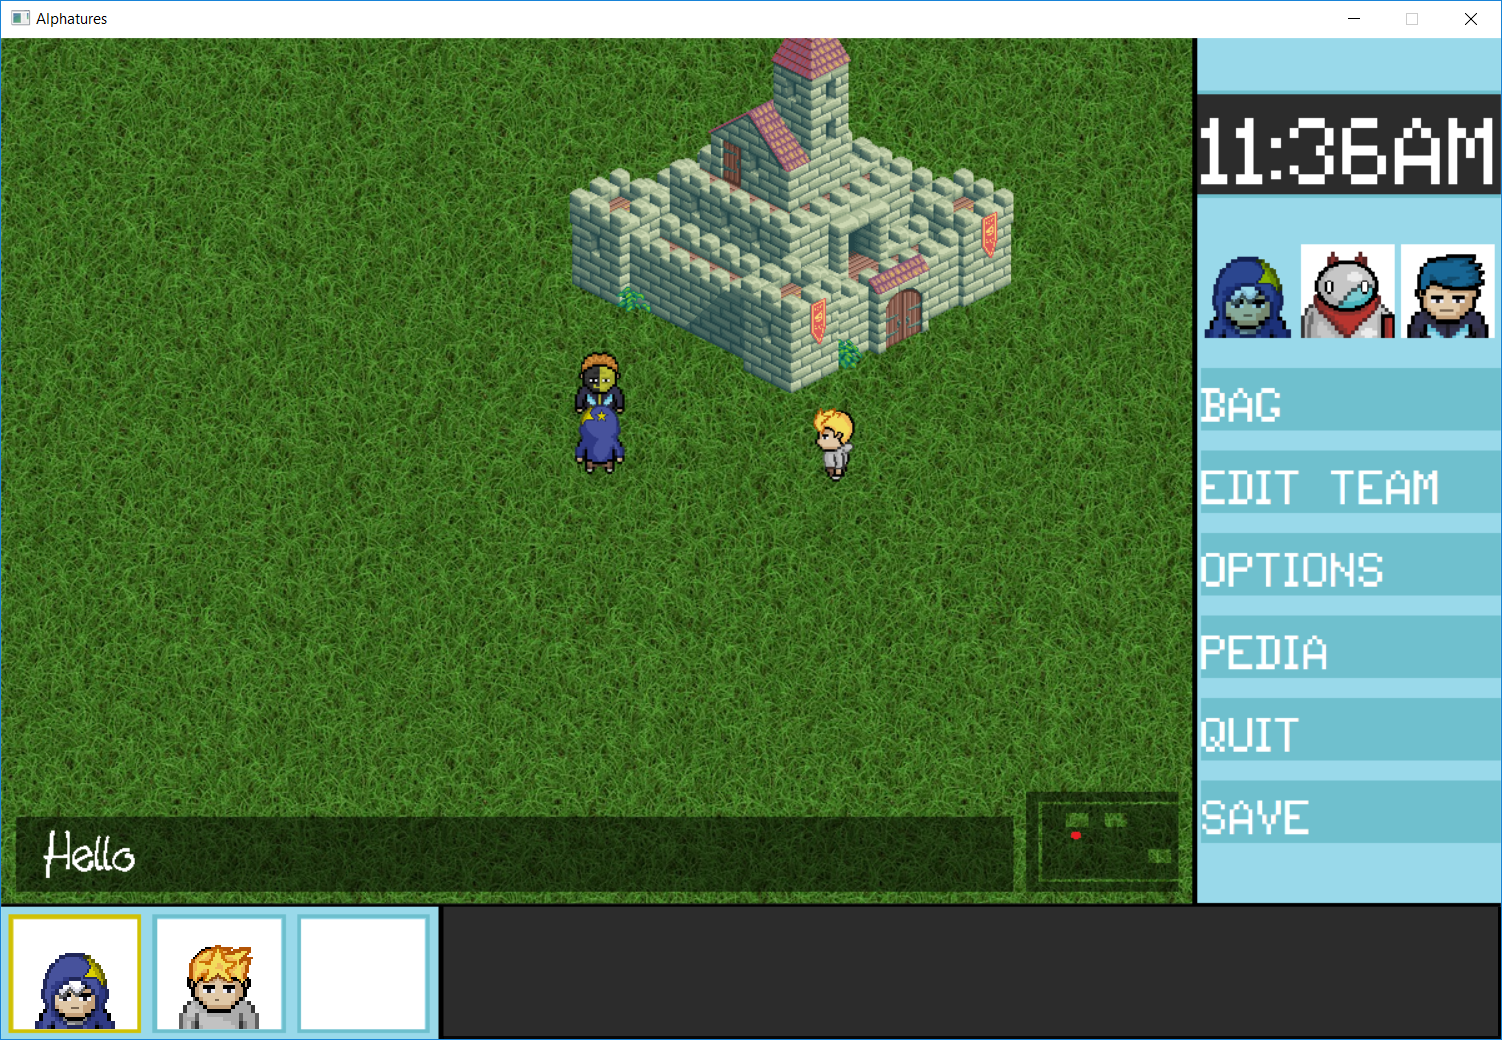 Alphatures
11:36AM
BAG
EDIT TEAM
OPTIONS
PEDIA
QUIT
SAVE
Hello